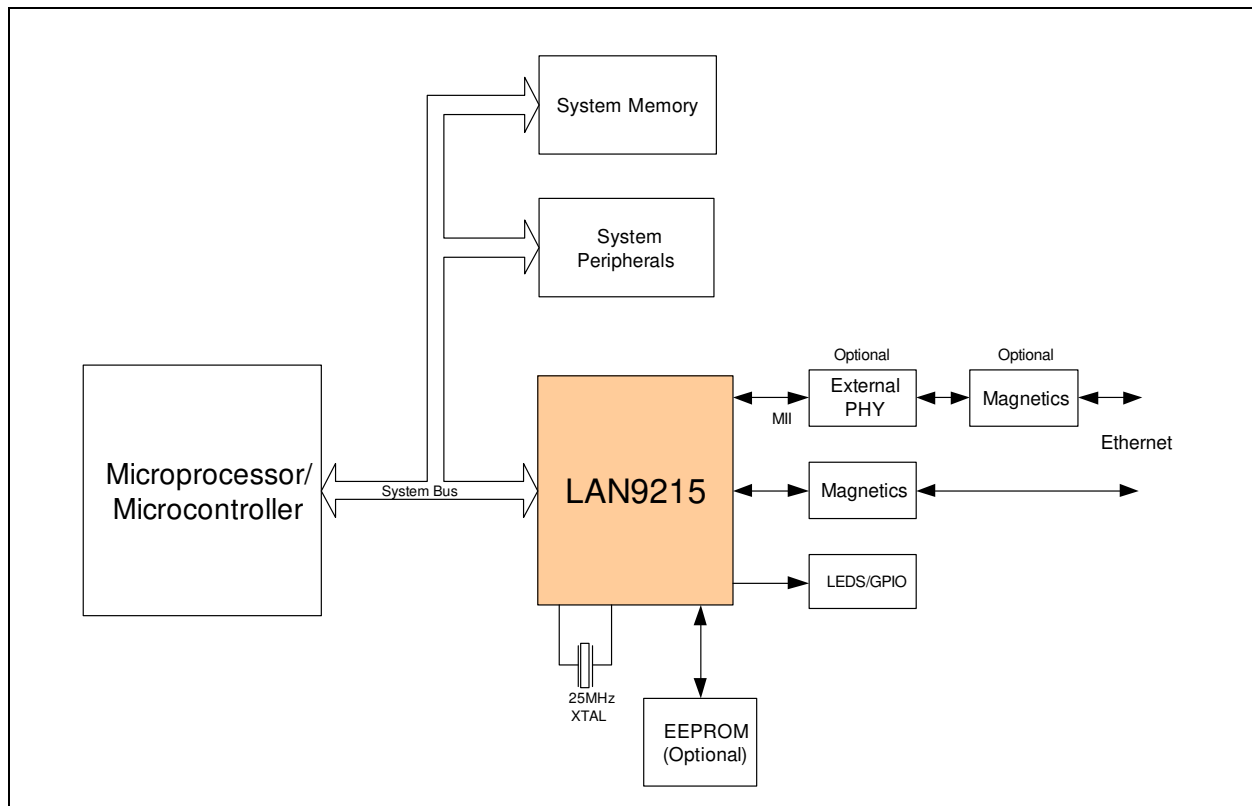 System Memory
System
Peripherals
Optional
Optional
External
PHY
Magnetics
MII
Ethernet
Microprocessor/
Microcontroller
System Bus
LAN9215
Magnetics
LEDS/GPIO
25MHz
XTAL
EEPROM
(Optional)